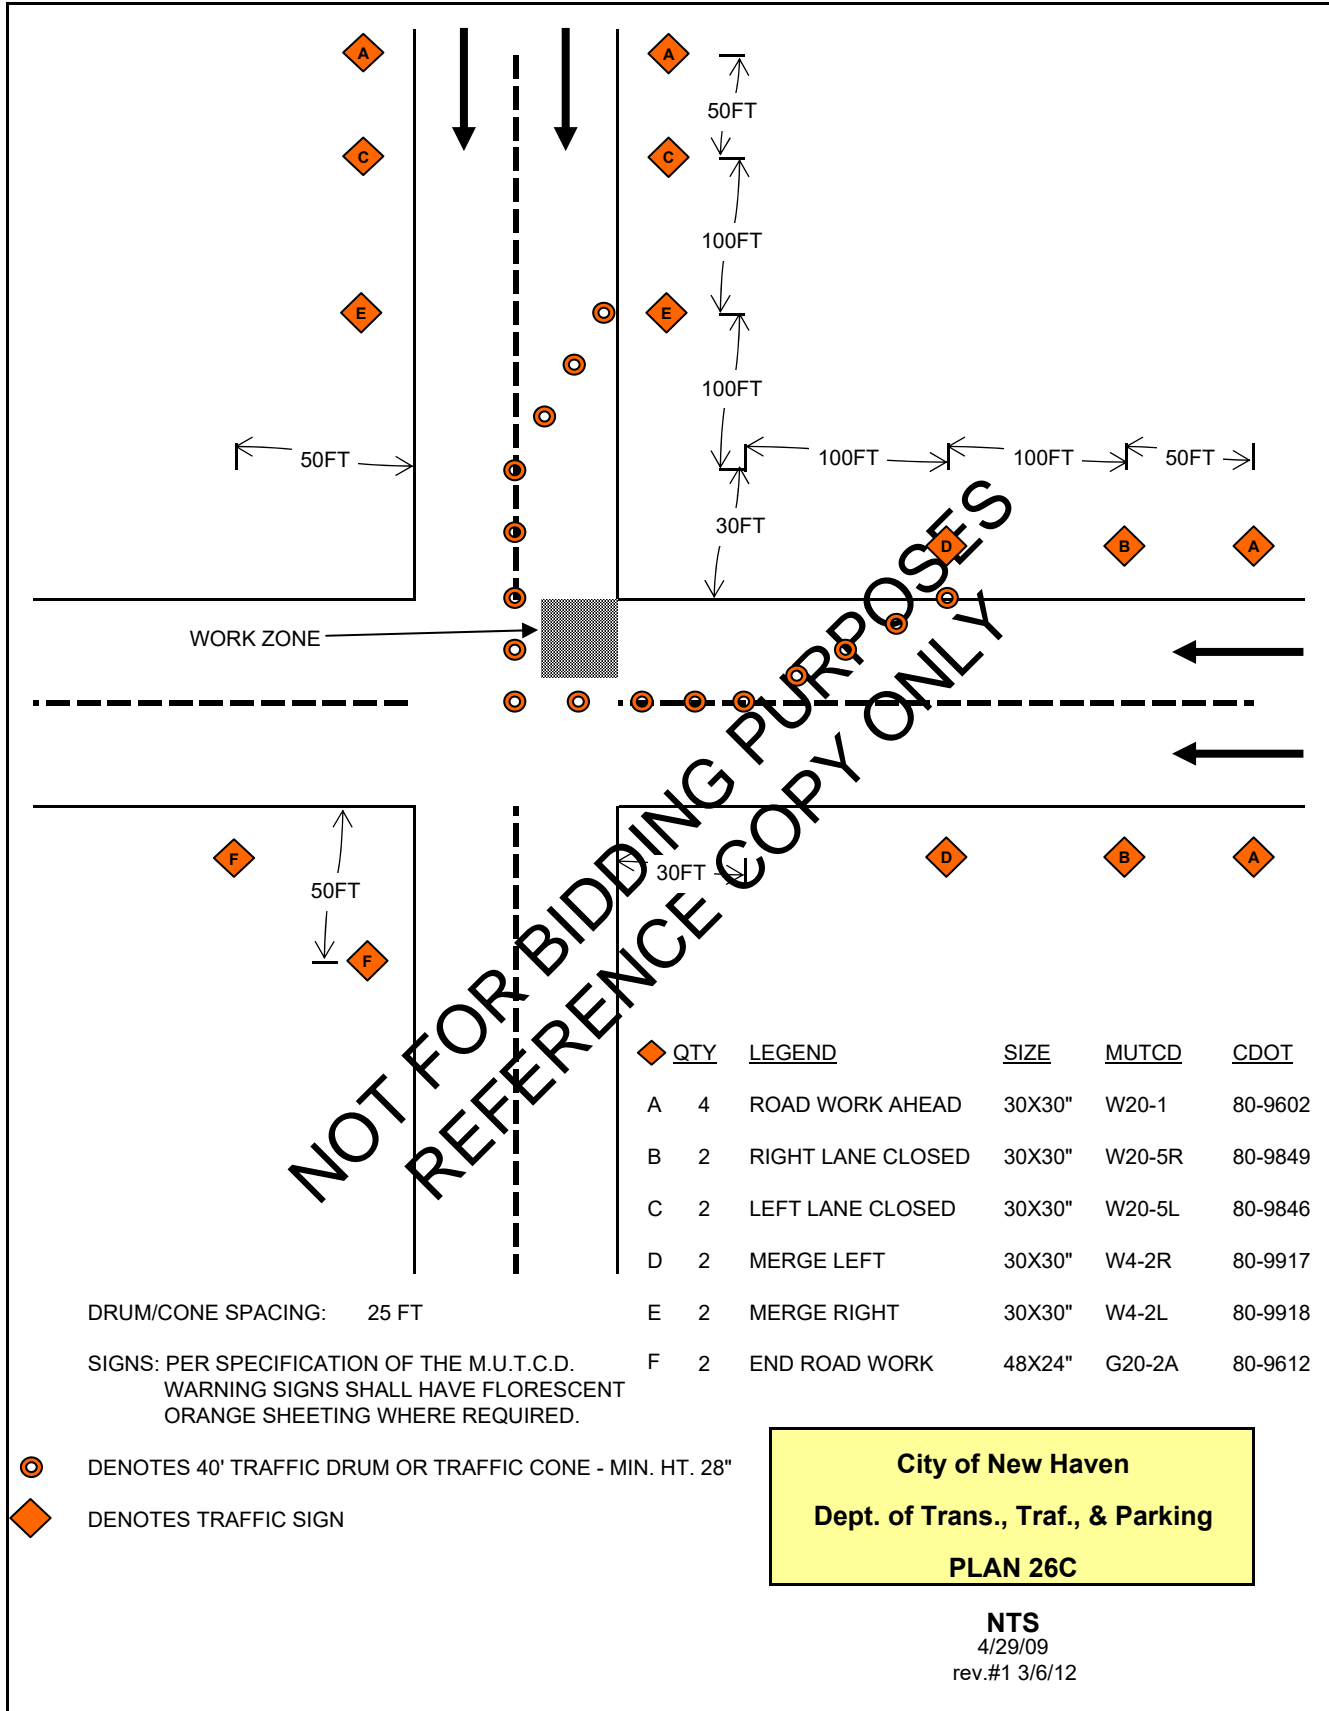 A A
50FT
C C
100FT
E E
100FT
50FT 100FT 100FT 50FT
30FT
D B A
WORK ZONE
NOT FOR BIDDING PURPOSES
REFERENCE COPY ONLY
F D B A
30FT
50FT
F
QTY LEGEND SIZE MUTCD CDOT
A 4 ROAD WORK AHEAD 30X30" W20-1 80-9602
B 2 RIGHT LANE CLOSED 30X30" W20-5R 80-9849
C 2 LEFT LANE CLOSED 30X30" W20-5L 80-9846
D 2 MERGE LEFT 30X30" W4-2R 80-9917
E 2 MERGE RIGHT 30X30" W4-2L 80-9918
F 2 END ROAD WORK 48X24" G20-2A 80-9612
DRUM/CONE SPACING: 25 FT
SIGNS: PER SPECIFICATION OF THE M.U.T.C.D.
WARNING SIGNS SHALL HAVE FLORESCENT
ORANGE SHEETING WHERE REQUIRED.
DENOTES 40' TRAFFIC DRUM OR TRAFFIC CONE - MIN. HT. 28"
DENOTES TRAFFIC SIGN
City of New Haven
Dept. of Trans., Traf., & Parking
PLAN 26C
NTS
4/29/09
rev.#1 3/6/12